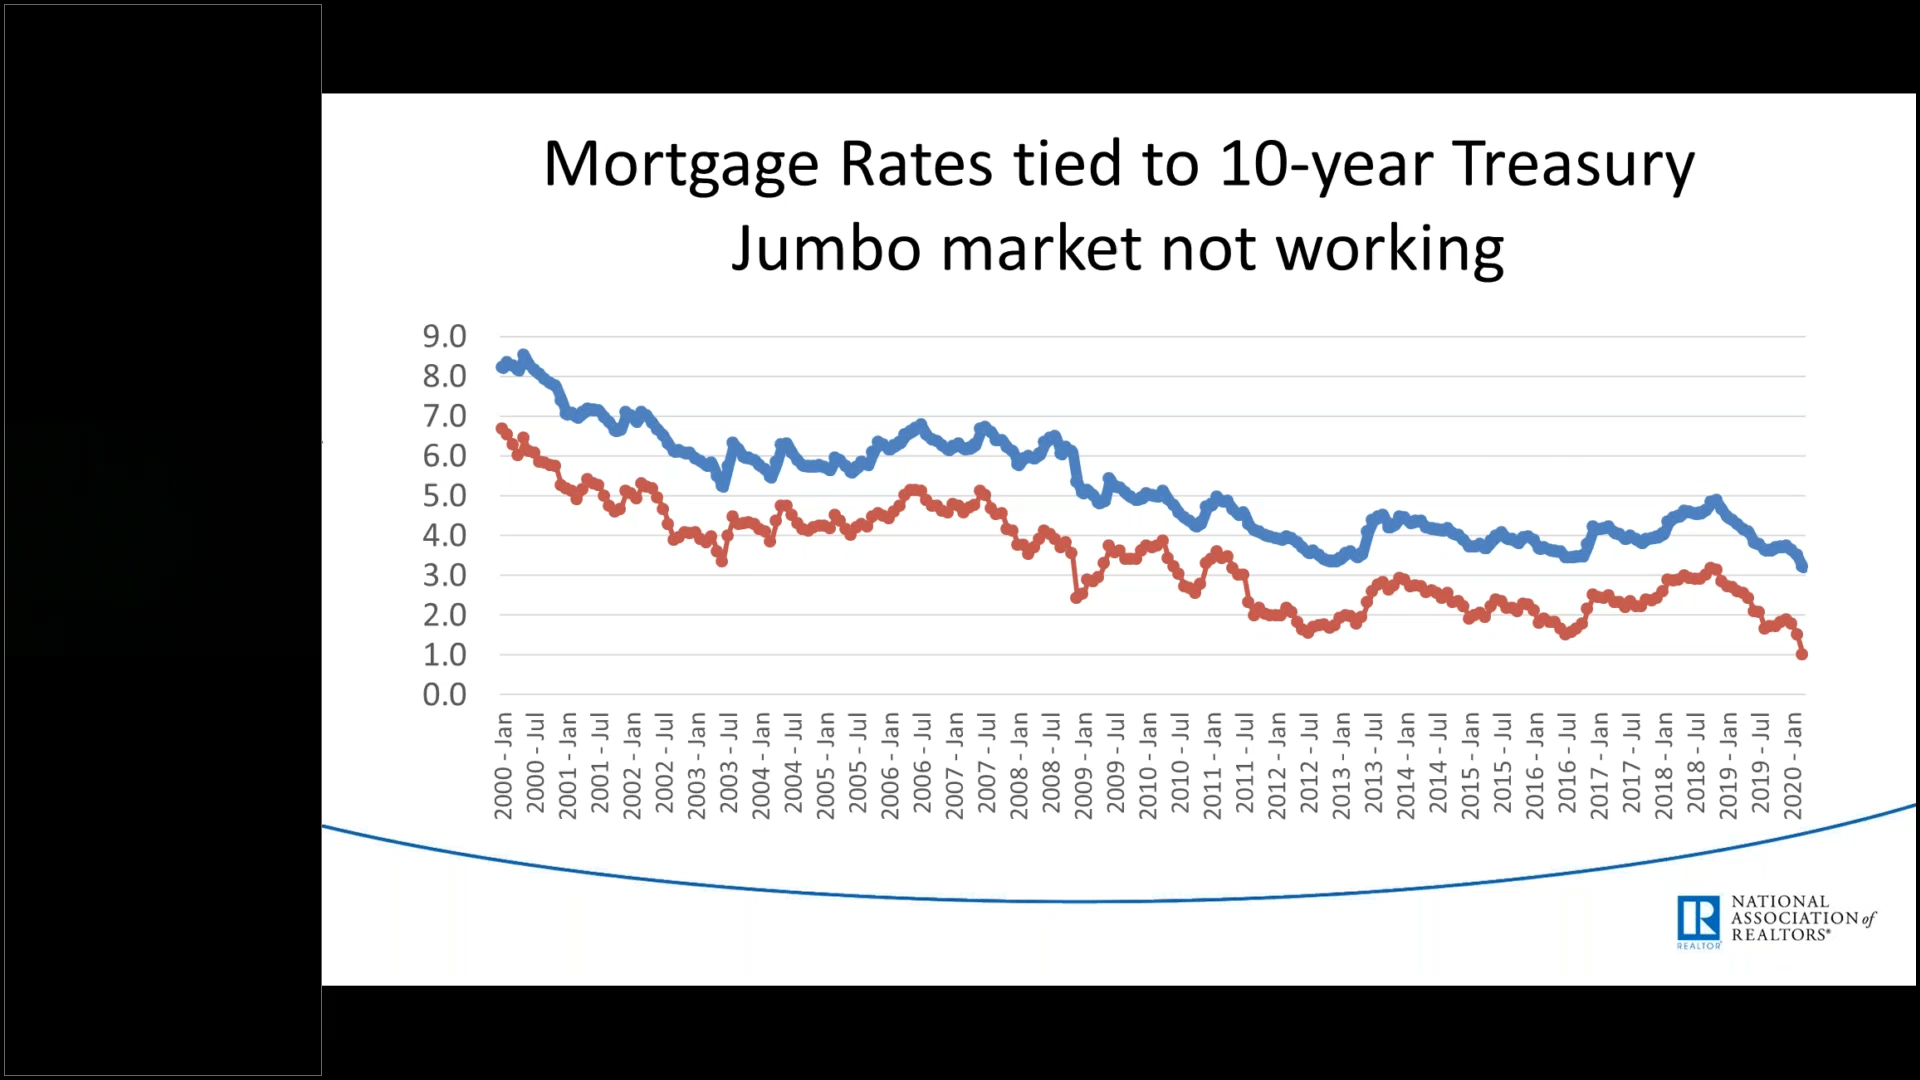 Mortgage Rates tied to 10-year Treasury
Jumbo market not working
9.0
8.0
7.0
6.0
5.0
4.0
3.0
2.0
1.0
0.0
2000 - Jan
2000 - Jul
2001 - Jan
2001 - Jul
2002 - Jan
2002 - Jul
2003 - Jan
2003 - Jul
2004 - Jan
2004 - Jul
2005 - Jan
2005 - Jul
2006 - Jan
2006 - Jul
2007 - Jan
2007 - Jul
2008 - Jan
2008 - Jul
2009 - Jan
2009 - Jul
2010 - Jan
2010 - Jul
2011 - Jan
2011 - Jul
2012 - Jan
2012 - Jul
2013 - Jan
2013 - Jul
2014 - Jan
2014 - Jul
2015 - Jan
2015 - Jul
2016 - Jan
2016 - Jul
2017 - Jan
2017 - Jul
2018 - Jan
2018 - Jul
2019 - Jan
2019 - Jul
2020 - Jan
R
REALTOR®
NATIONAL
ASSOCIATION of
REALTORS®